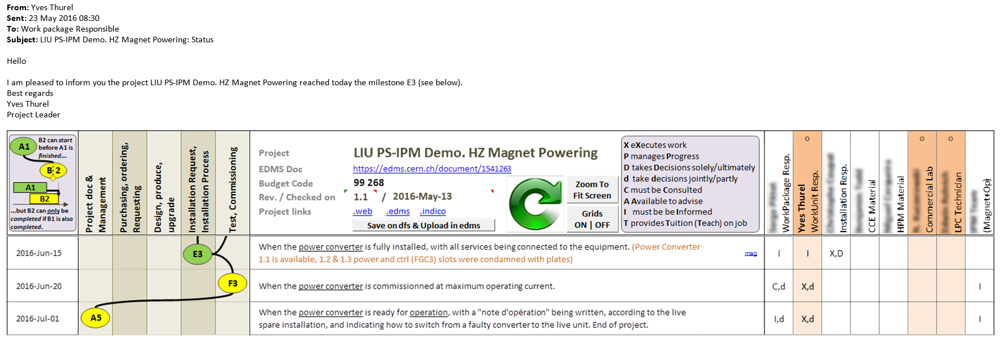 From: Yves Thurel
Sent: 23 May 2016 08:30
To: Work package Responsible
Subject: LIU PS-IPM Demo. HZ Magnet Powering: Status
Hello
I am pleased to inform you the project LIU PS-IPM Demo. HZ Magnet Powering reached today the milestone E3 (see below).
Best regards
Yves Thurel
Project Leader
A1
B2 can start
before A1 is
finished...
B 2
A1
B2
...but B2 can only be
completed if B1 is also
completed.
Project doc &
Management
Purchasing, ordering,
Requesting
Design, produce,
upgrade
Installation Request,
Installation Process
Test, Commissioning
Project LIU PS-IPM Demo. HZ Magnet Powering
EDMS Doc https://edms.cern.ch/document/1541263
Budget Code 99 268
Rev. / Checked on 1.1 / 2016-May-13
Project links .web .edms .indico
Save on dfs & Upload in edms
Zoom To
Fit Screen
Grids
ON | OFF
X eXecutes work
P manages Progress
D takes Decisions solely/ultimately
d take decisions jointly/partly
C must be Consulted
A Available to advise
I must be be Informed
T provides Tuition (Teach) on job
WorkPackage Resp.
o
Yves Thurel
WorkUnit Resp.
Installation Resp.
CCE Material
HPM Material
o
Commercial Lab
o
LPC Technician
(Magnet+Op)
2016-Jun-15
E3
When the power converter is fully installed, with all services being connected to the equipment. (Power Converter
1.1 is available, 1.2 & 1.3 power and ctrl (FGC3) slots were condamned with plates)
mag
I I X,D
2016-Jun-20
F3
When the power converter is commissionned at maximum operating current.
C,d X,d I
2016-Jul-01
A5
When the power converter is ready for operation, with a "note d'opération" being written, according to the live
spare installation, and indicating how to switch from a faulty converter to the live unit. End of project.
I,d X,d I